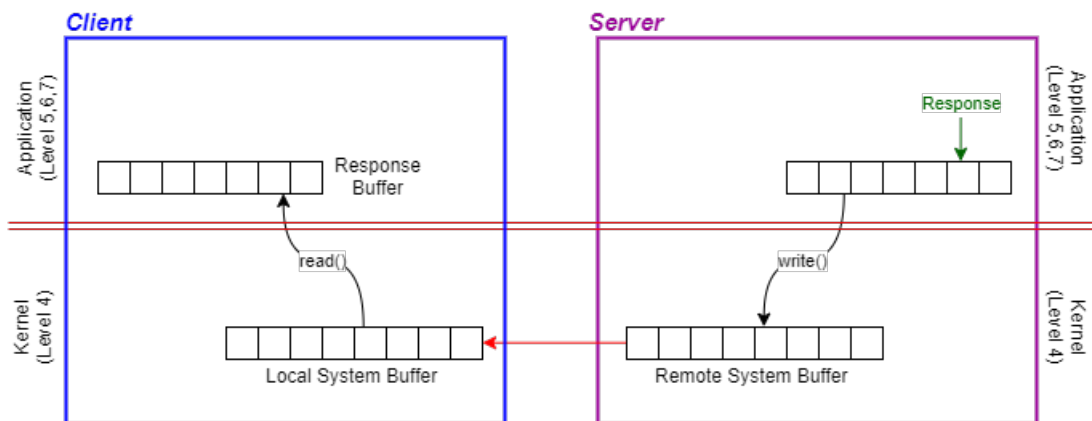 Client
Server
Application
(Level 5,6,7)
Application
(Level 5,6,7)
Response
Response
Buffer
read()
write()
Kernel
(Level 4)
Kernel
(Level 4)
Local System Buffer
Remote System Buffer